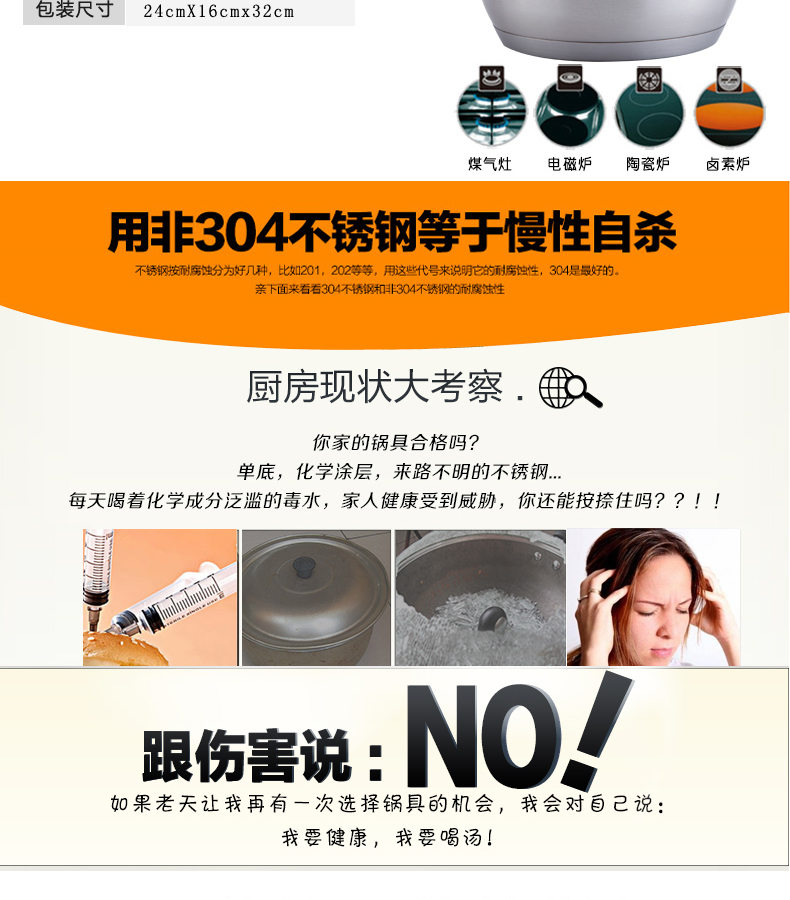 包装尺寸 24cmX16cmx32cm
煤气灶 电磁炉 陶瓷炉 卤素炉
用非304不锈钢等于慢性自杀
不锈钢按耐腐蚀分为好几种，比如201，202等等，用这些代号来说明它的耐腐蚀性，304是最好的。
亲下面来看看304不锈钢和非304不锈钢的耐腐蚀性
厨房现状大考察.
你家的锅具合格吗?
单底，化学涂层，来路不明的不锈钢...
每天喝着化学成分泛滥的毒水，家人健康受到威胁，你还能按捺住吗？？！！
跟伤害说：NO！
如果老天让我再有一次选择锅具的机会，我会对自己说：
我要健康，我要喝汤！